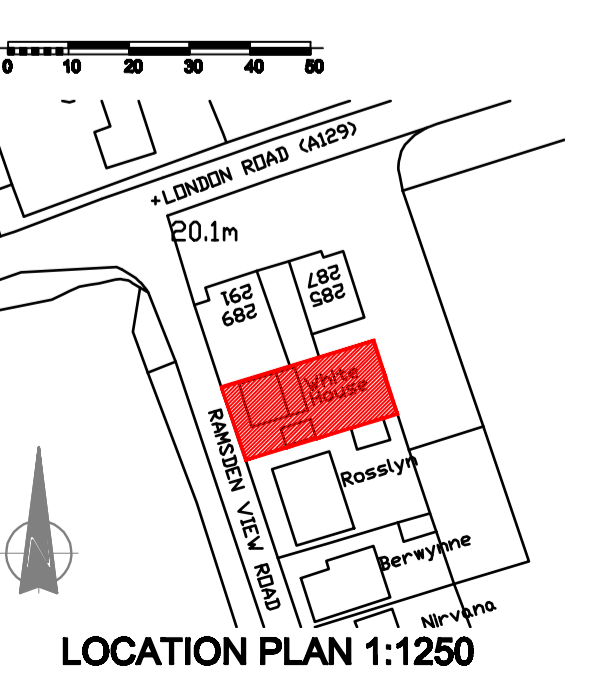 0 10 20 30 40 50
+LONDON ROAD (A129)
20.1m
291
289
287
285
White
House
RAMSDEN VIEW ROAD
Rosslyn
Berwynne
Nirvana
N
LOCATION PLAN 1:1250